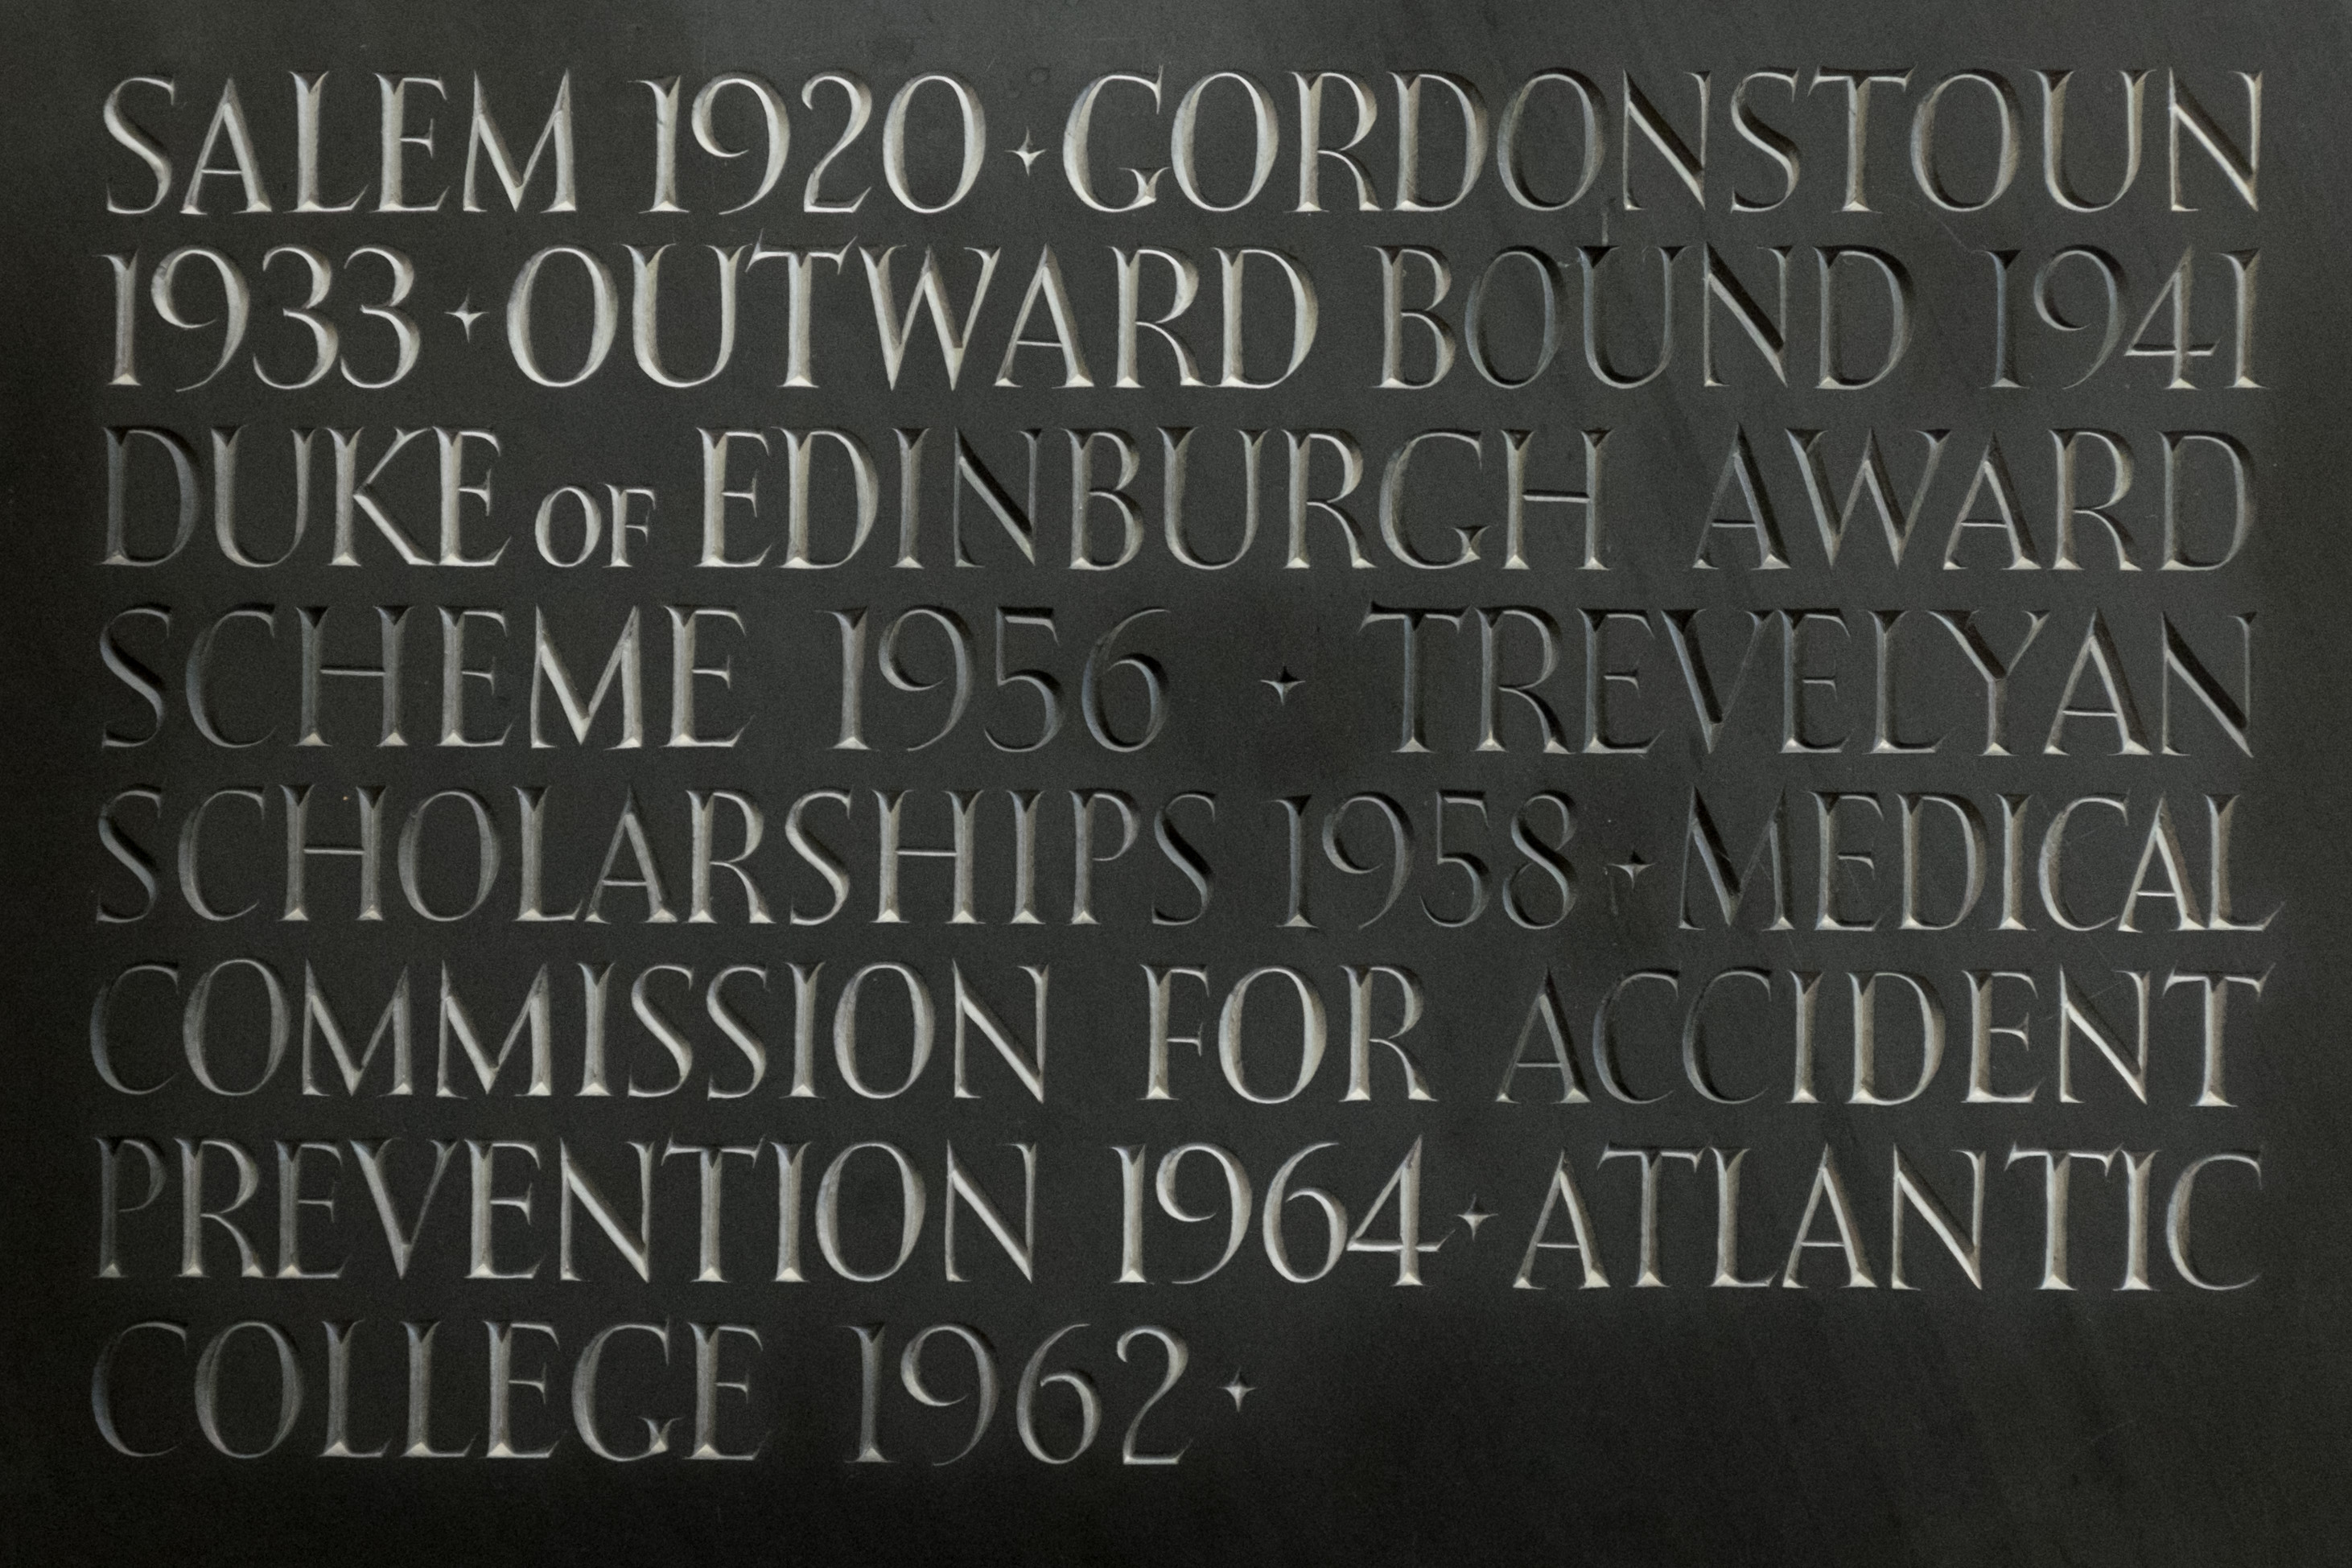 SALEM 1920 ✦ GORDONSTOUN
1933 ✦ OUTWARD BOUND 1941
DUKE OF EDINBURGH AWARD
SCHEME 1956 ✦ TREVELYAN
SCHOLARSHIPS 1958 ✦ MEDICAL
COMMISSION FOR ACCIDENT
PREVENTION 1964 ✦ ATLANTIC
COLLEGE 1962 ✦